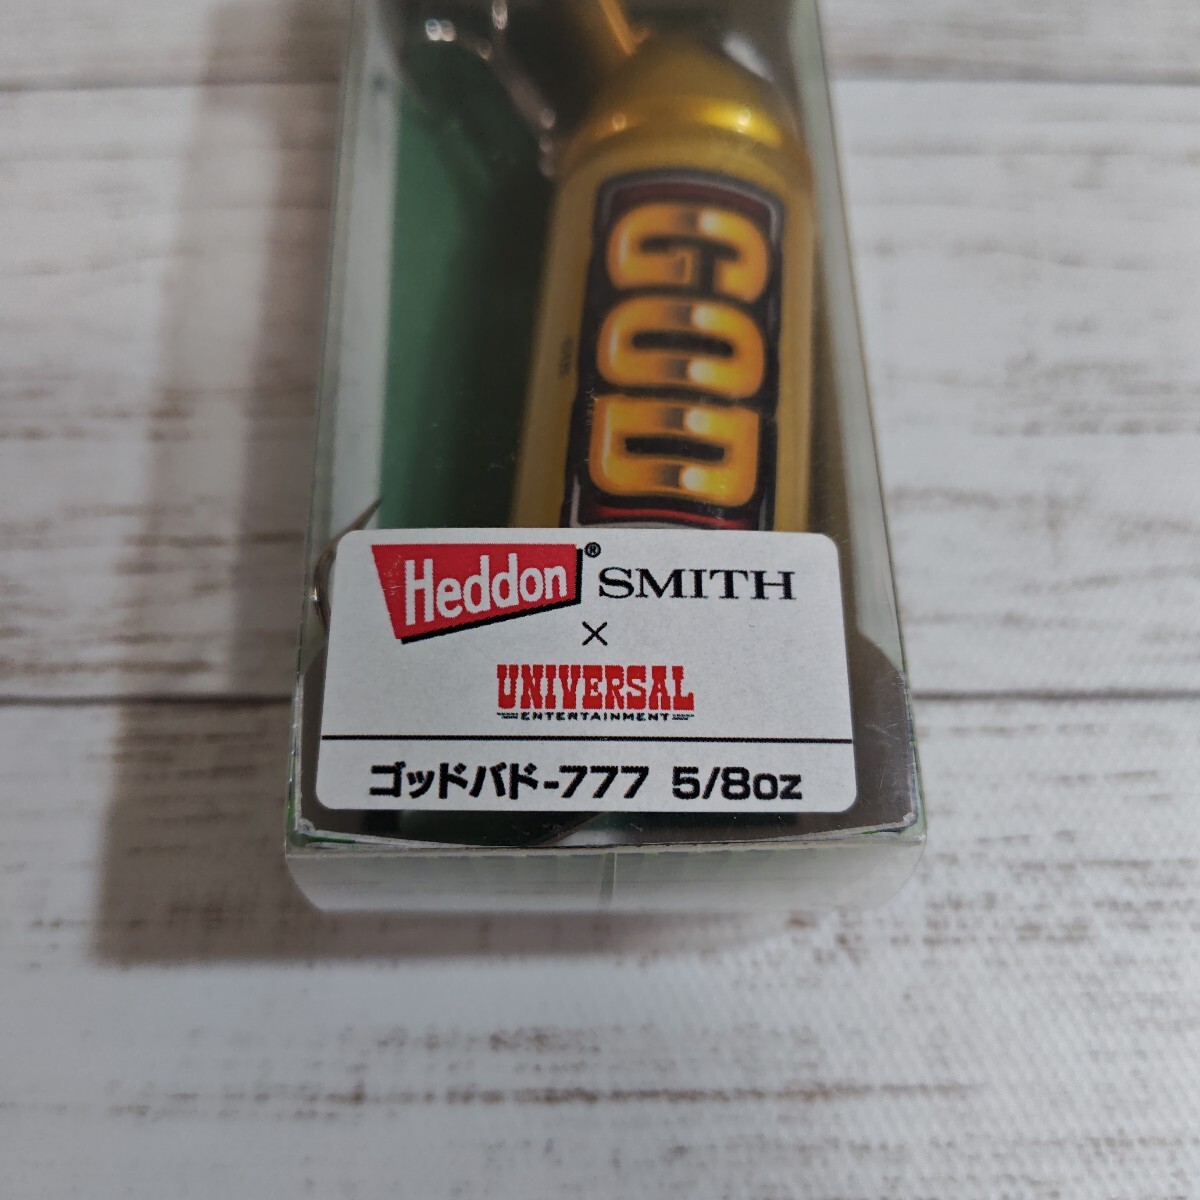 GOD
Heddon® SMITH
×
UNIVERSAL
ENTERTAINMENT
ゴッドバド-777 5/8oz